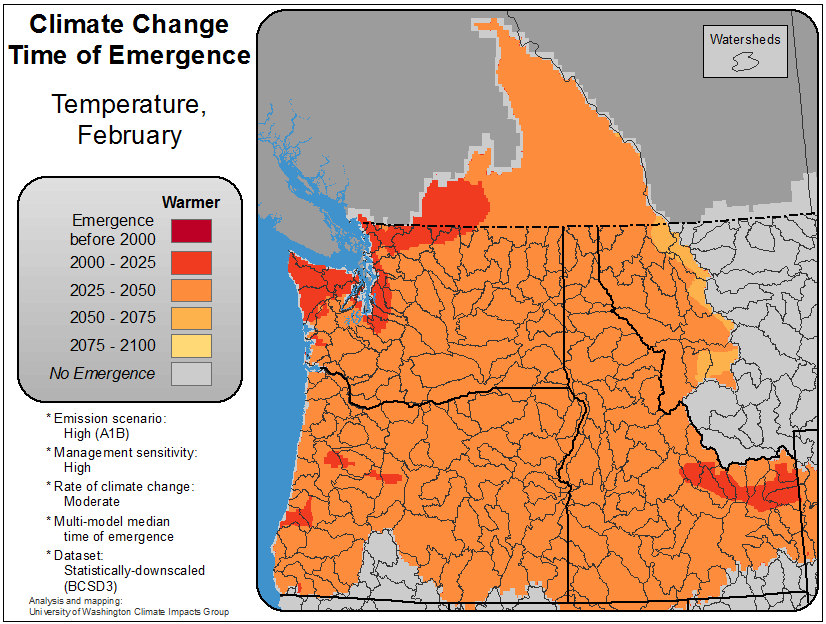 Climate Change
Time of Emergence
Temperature,
February
Warmer
Emergence
before 2000
2000 - 2025
2025 - 2050
2050 - 2075
2075 - 2100
No Emergence
* Emission scenario:
High (A1B)
* Management sensitivity:
High
* Rate of climate change:
Moderate
* Multi-model median
time of emergence
* Dataset:
Statistically-downscaled
(BCSD3)
Analysis and mapping:
University of Washington Climate Impacts Group
Watersheds